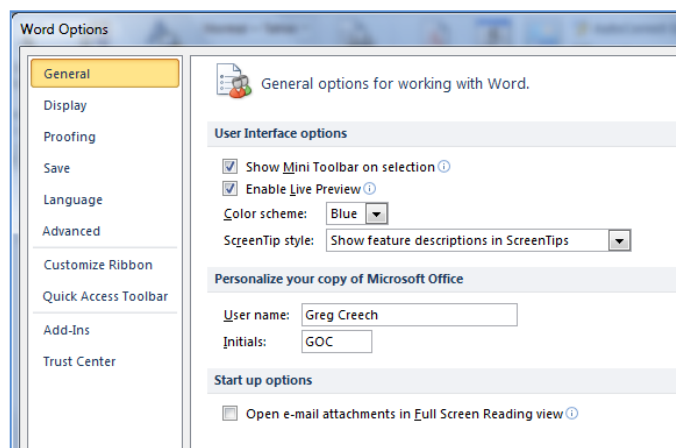 Word Options
General
Display
Proofing
Save
Language
Advanced
Customize Ribbon
Quick Access Toolbar
Add-Ins
Trust Center
General options for working with Word.
User Interface options
Show Mini Toolbar on selection
Enable Live Preview
Color scheme: Blue
ScreenTip style: Show feature descriptions in ScreenTips
Personalize your copy of Microsoft Office
User name: Greg Creech
Initials: GOC
Start up options
Open e-mail attachments in Full Screen Reading view